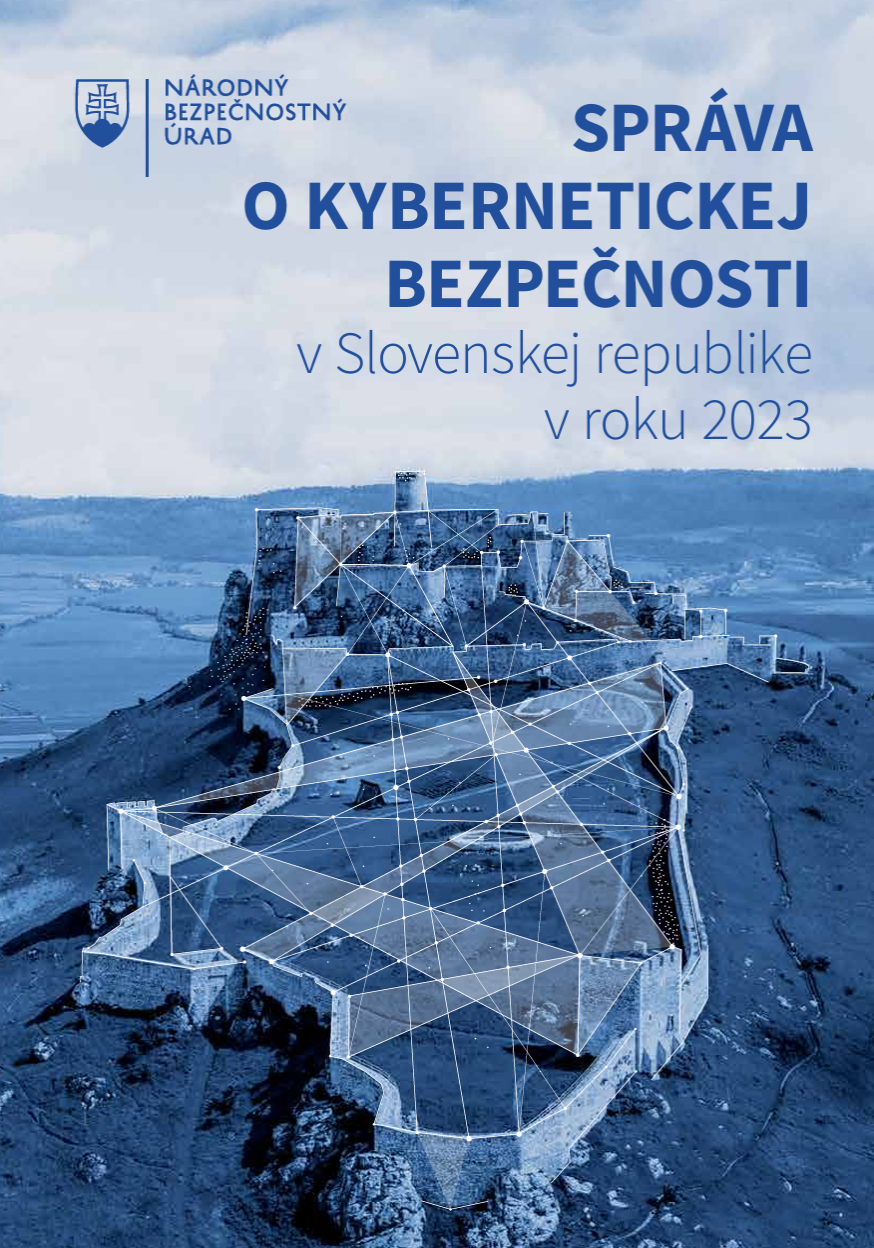 NÁRODNÝ
BEZPEČNOSTNÝ
ÚRAD
SPRÁVA
O KYBERNETICKEJ
BEZPEČNOSTI
v Slovenskej republike
v roku 2023